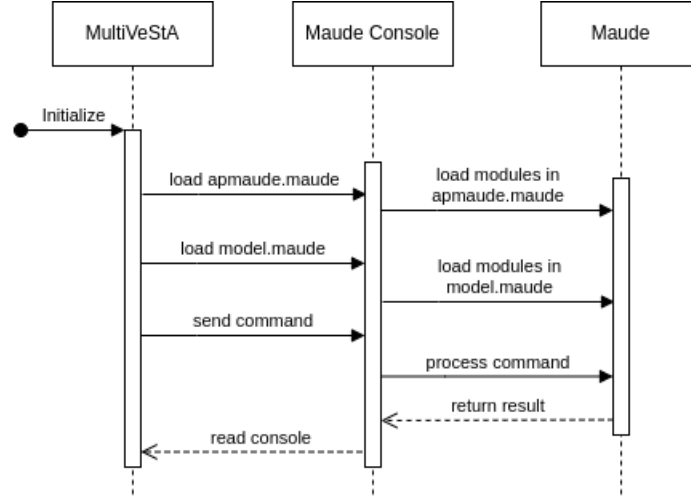 MultiVeStA
Maude Console
Maude
Initialize
load apmaude.maude
load modules in
apmaude.maude
load model.maude
load modules in
model.maude
send command
process command
return result
read console